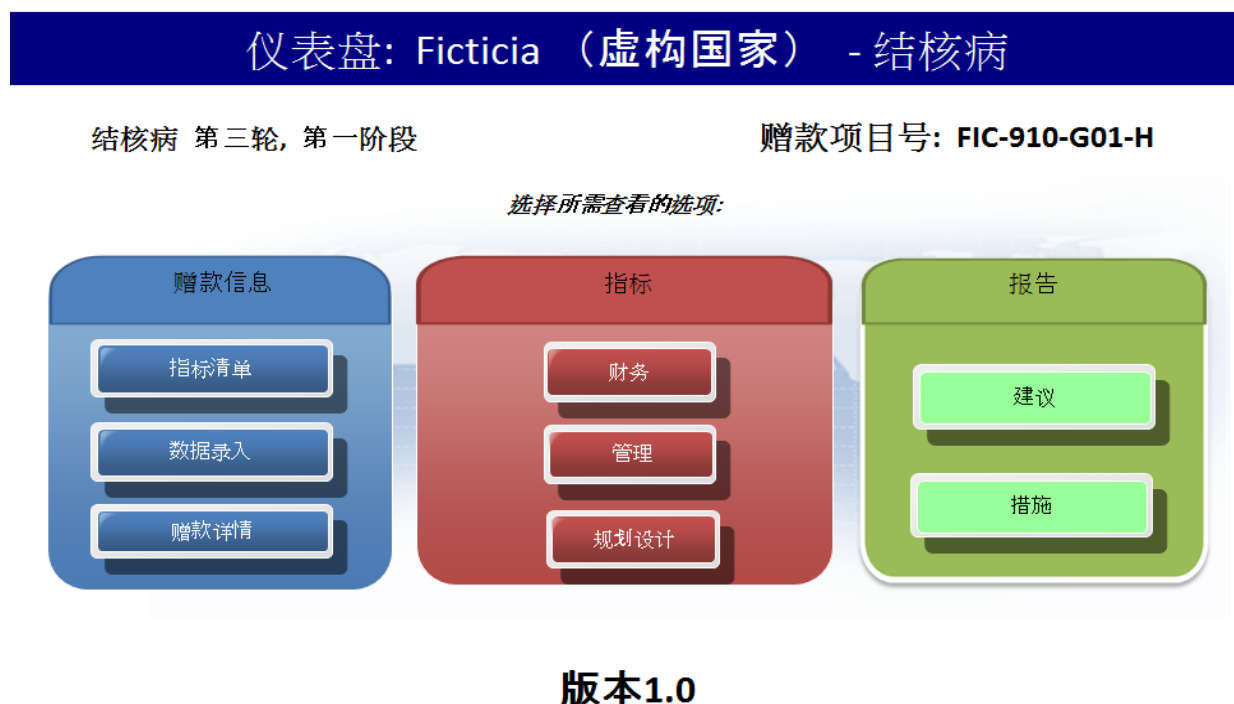 仪表盘: Ficticia （虚构国家） - 结核病
结核病 第三轮, 第一阶段
赠款项目号: FIC-910-G01-H
选择所需查看的选项:
赠款信息
指标清单
数据录入
赠款详情
指标
财务
管理
规划设计
报告
建议
措施
版本1.0